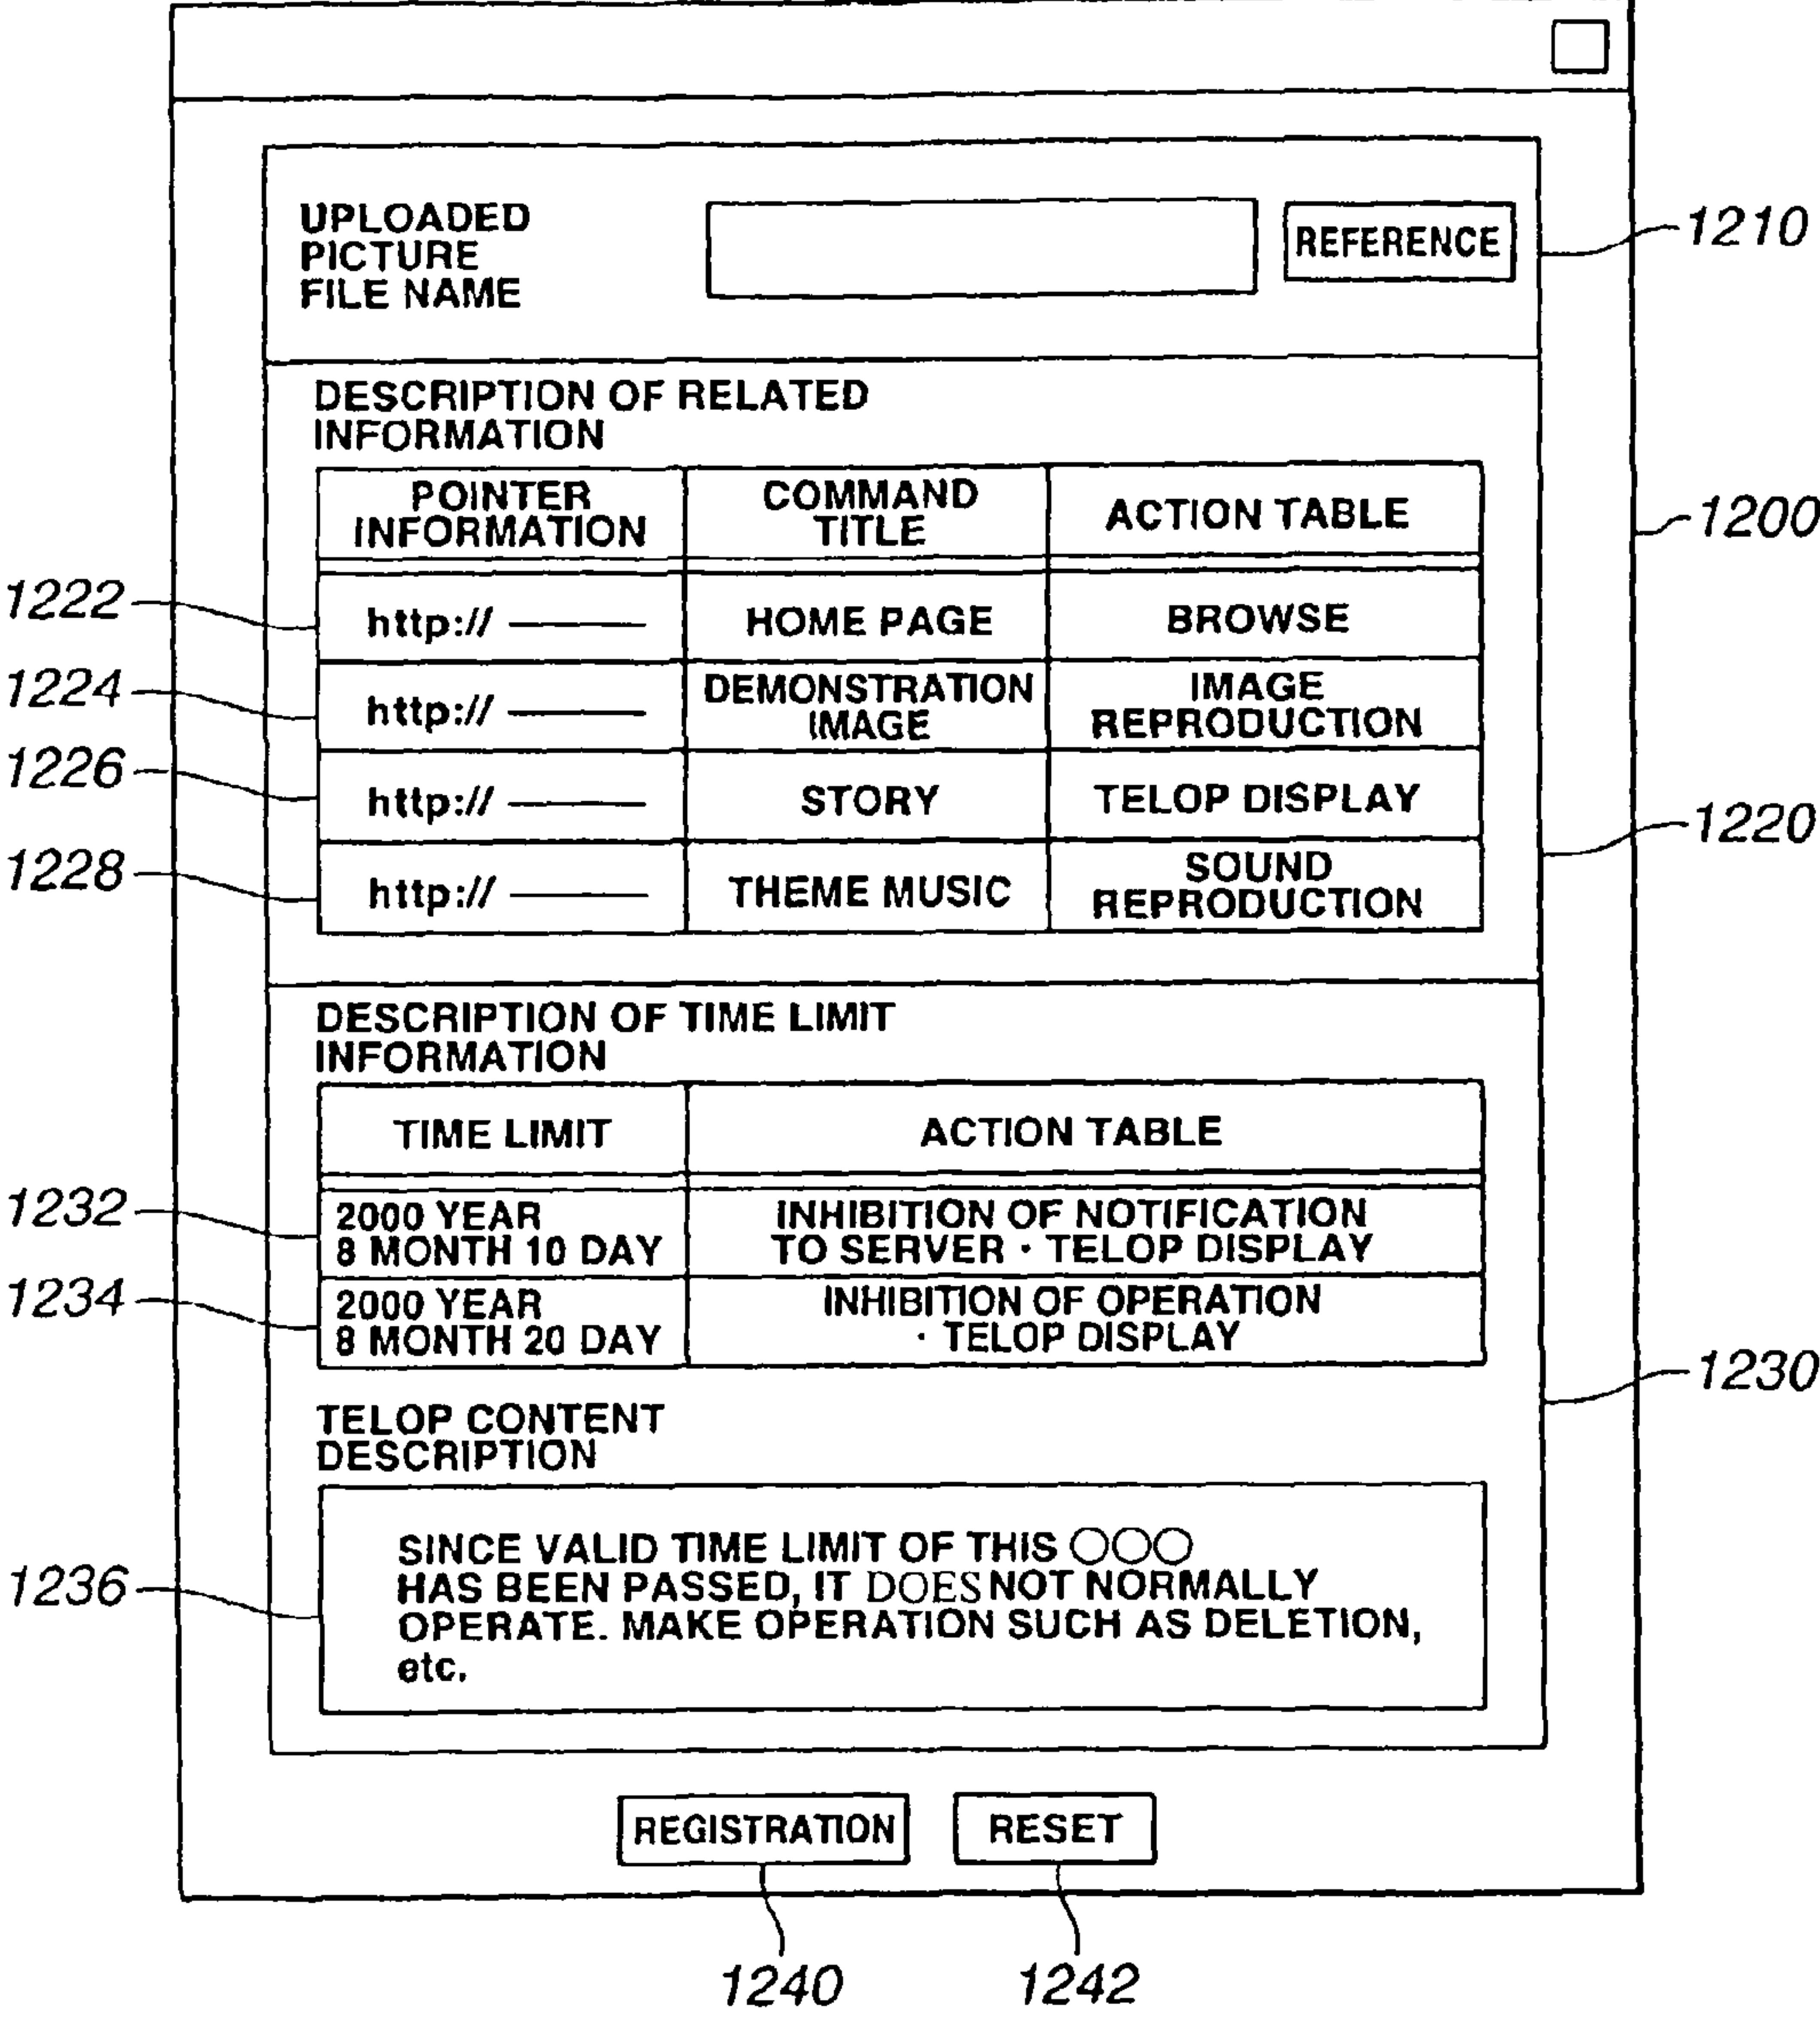 UPLOADED
PICTURE
FILE NAME
REFERENCE
1210
DESCRIPTION OF RELATED
INFORMATION
POINTER
INFORMATION
COMMAND
TITLE
ACTION TABLE
1200
1222
http://
HOME PAGE
BROWSE
1224
http://
DEMONSTRATION
IMAGE
IMAGE
REPRODUCTION
1226
http://
STORY
TELOP DISPLAY
1220
1228
http://
THEME MUSIC
SOUND
REPRODUCTION
DESCRIPTION OF TIME LIMIT
INFORMATION
TIME LIMIT
ACTION TABLE
1232
2000 YEAR
8 MONTH 10 DAY
INHIBITION OF NOTIFICATION
TO SERVER · TELOP DISPLAY
1234
2000 YEAR
8 MONTH 20 DAY
INHIBITION OF OPERATION
· TELOP DISPLAY
1230
TELOP CONTENT
DESCRIPTION
1236
SINCE VALID TIME LIMIT OF THIS ○○○
HAS BEEN PASSED, IT DOES NOT NORMALLY
OPERATE. MAKE OPERATION SUCH AS DELETION,
etc.
REGISTRATION
RESET
1240
1242